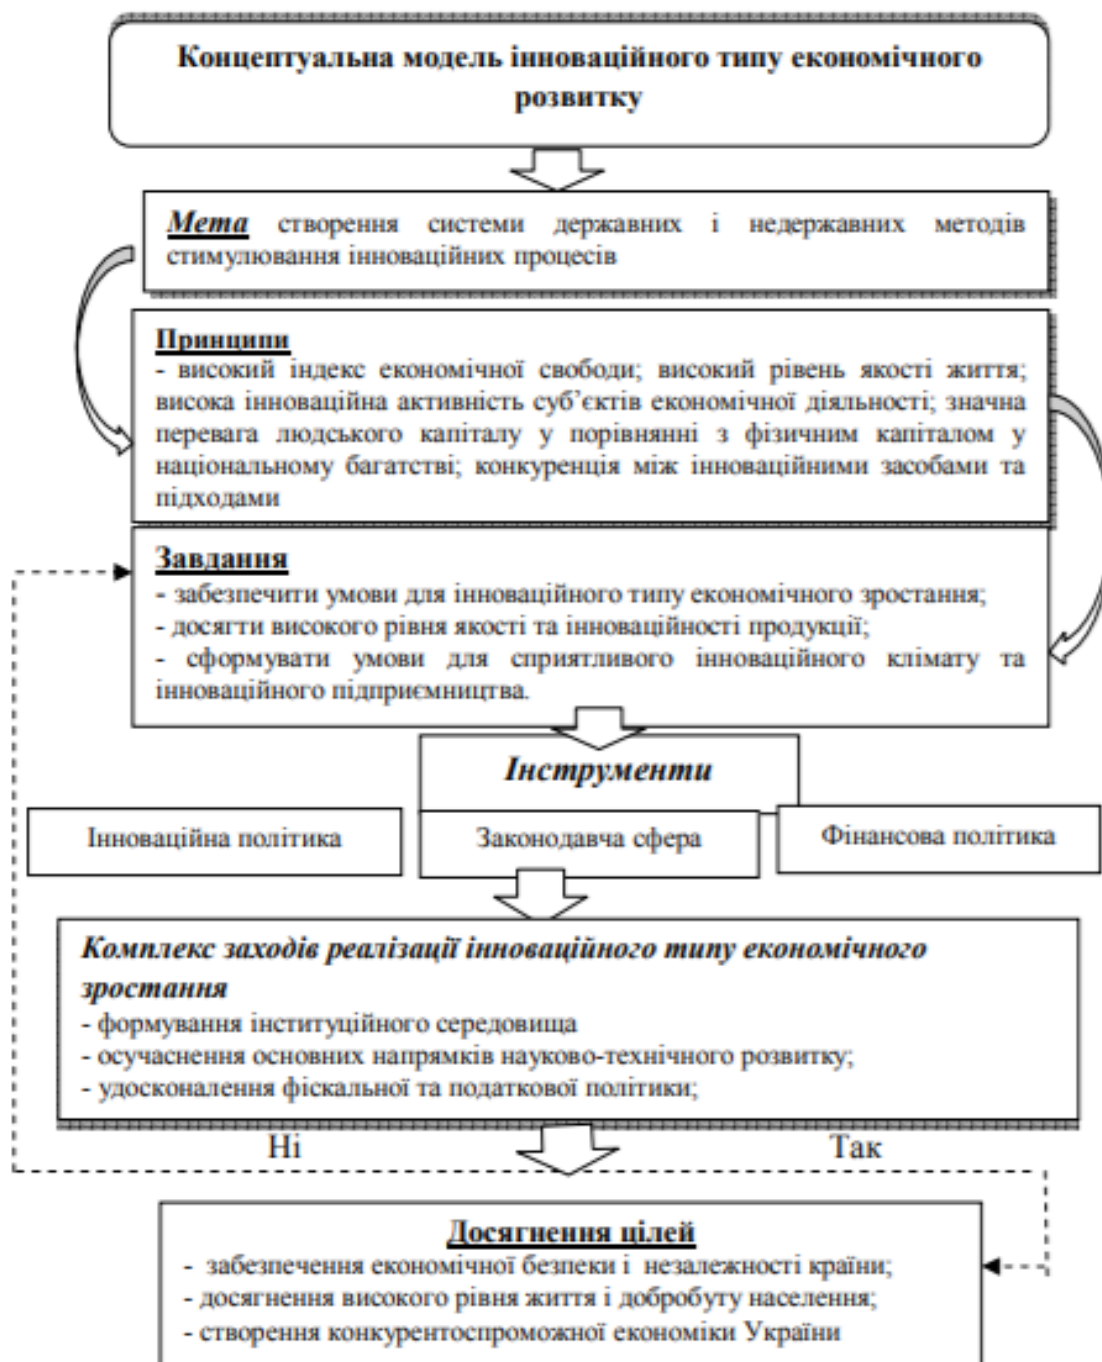 Концептуальна модель інноваційного типу економічного
розвитку
Мета створення системи державних і недержавних методів
стимулювання інноваційних процесів
Принципи
- високий індекс економічної свободи; високий рівень якості життя;
висока інноваційна активність суб’єктів економічної діяльності; значна
перевага людського капіталу у порівнянні з фізичним капіталом у
національному багатстві; конкуренція між інноваційними засобами та
підходами
Завдання
- забезпечити умови для інноваційного типу економічного зростання;
- досягти високого рівня якості та інноваційності продукції;
- сформувати умови для сприятливого інноваційного клімату та
інноваційного підприємництва.
Інструменти
Інноваційна політика
Законодавча сфера
Фінансова політика
Комплекс заходів реалізації інноваційного типу економічного
зростання
- формування інституційного середовища
- осучаснення основних напрямків науково-технічного розвитку;
- удосконалення фіскальної та податкової політики;
Ні
Так
Досягнення цілей
- забезпечення економічної безпеки і незалежності країни;
- досягнення високого рівня життя і добробуту населення;
- створення конкурентоспроможної економіки України